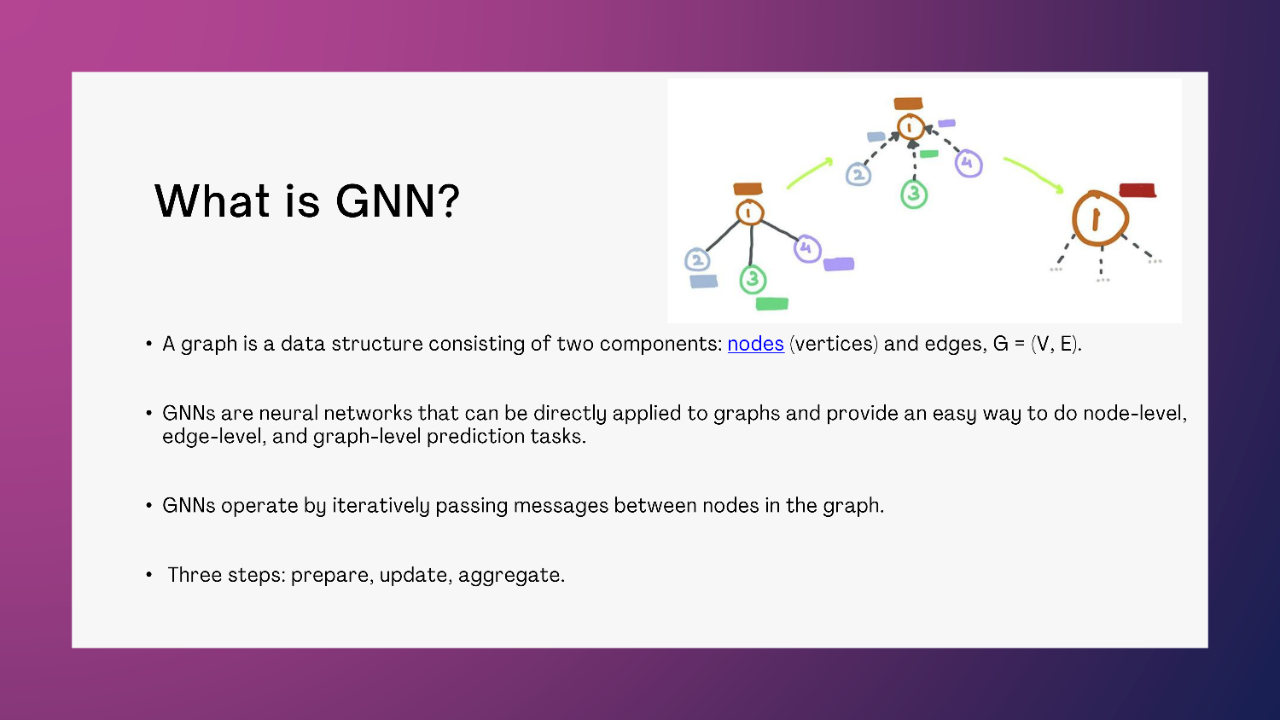 What is GNN?
1
2
3
4
1
2
3
4
1
• A graph is a data structure consisting of two components: nodes (vertices) and edges, G = (V, E).
• GNNs are neural networks that can be directly applied to graphs and provide an easy way to do node-level,
edge-level, and graph-level prediction tasks.
• GNNs operate by iteratively passing messages between nodes in the graph.
• Three steps: prepare, update, aggregate.